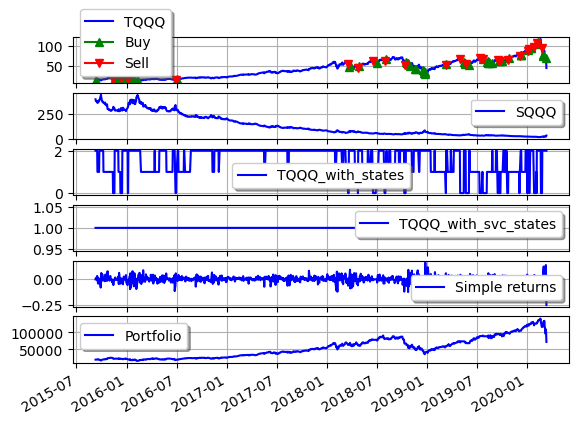 TQQQ
Buy
Sell
100
50
SQQQ
250
0
TQQQ_with_states
2
0
TQQQ_with_svc_states
1.05
1.00
0.95
Simple returns
0.00
−0.25
Portfolio
100000
50000
2015-07 2016-01 2016-07 2017-01 2017-07 2018-01 2018-07 2019-01 2019-07 2020-01